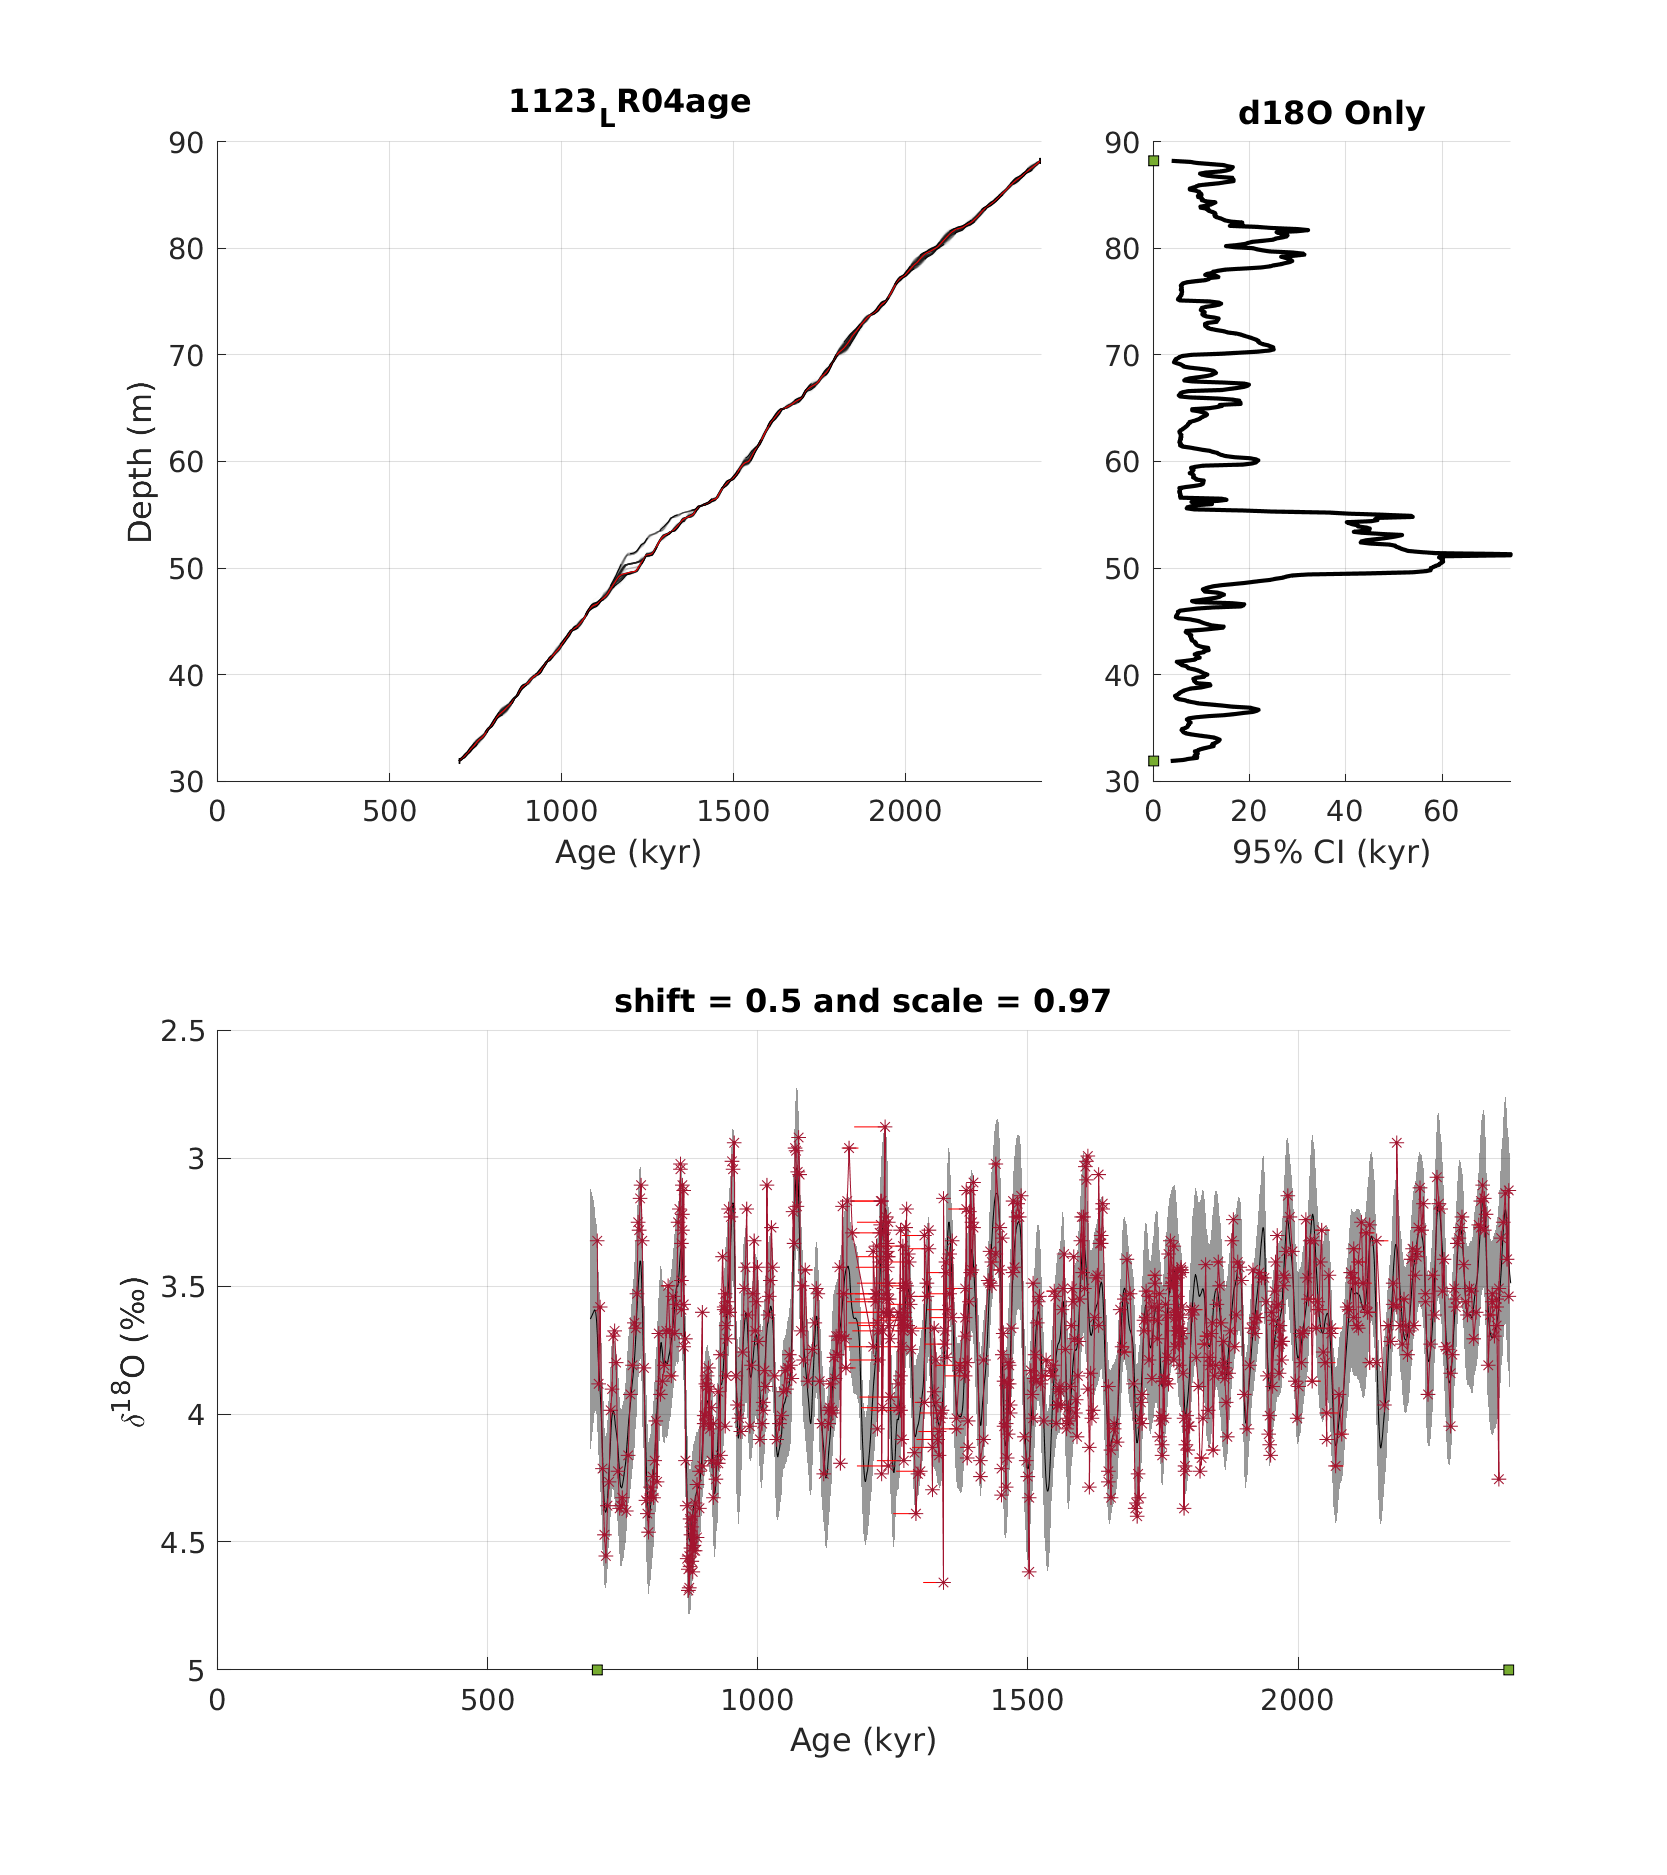 1123_LR04age
d18O Only
90
80
70
60
50
40
30
Depth (m)
0 500 1000 1500 2000
Age (kyr)
90
80
70
60
50
40
30
0 20 40 60
95% CI (kyr)
shift = 0.5 and scale = 0.97
2.5
3
3.5
4
4.5
5
δ¹⁸O (‰)
0 500 1000 1500 2000
Age (kyr)